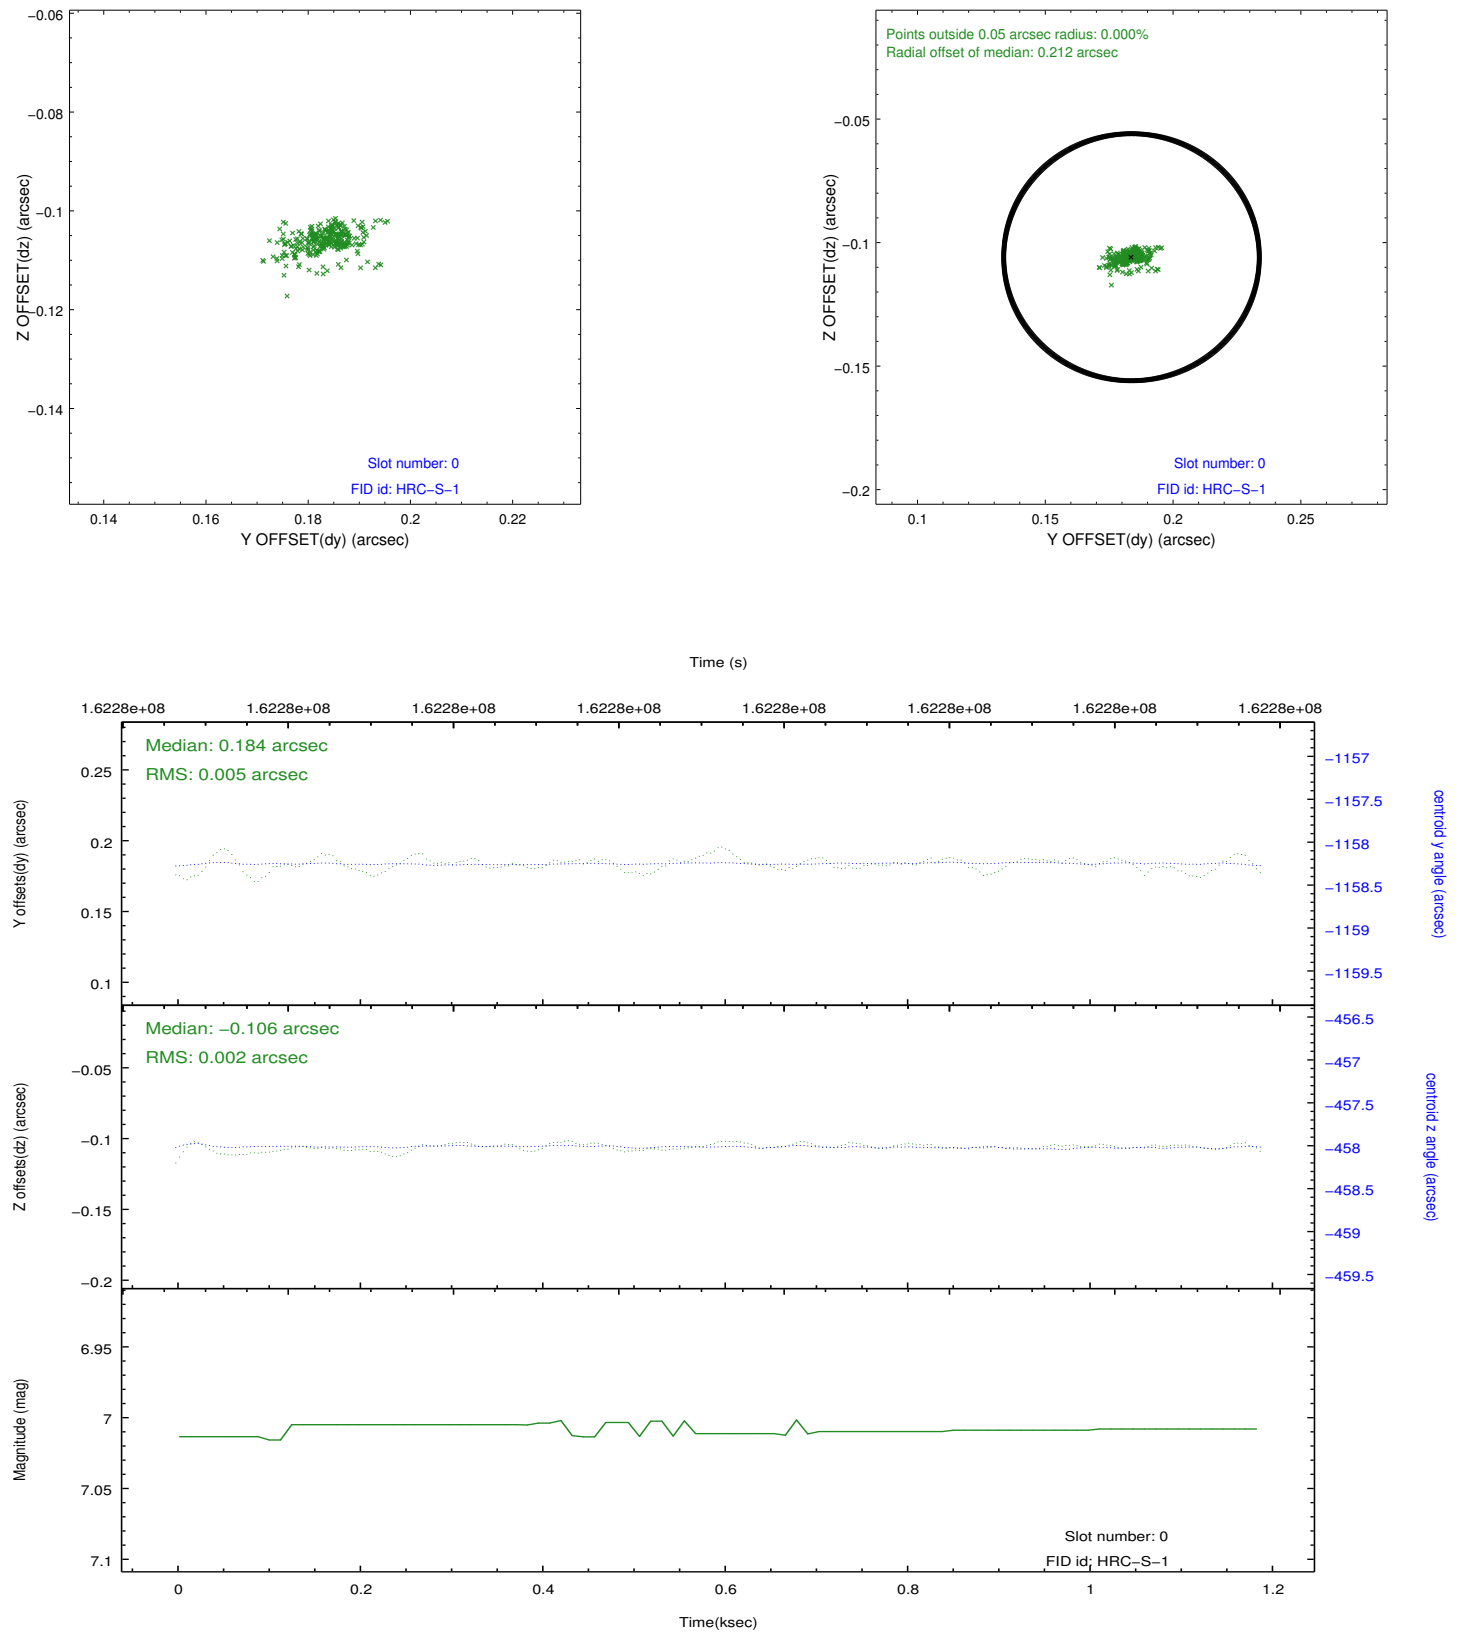 −0.06
−0.08
−0.1
−0.12
−0.14
Z OFFSET(dz) (arcsec)
Slot number: 0
FID id: HRC−S−1
0.14 0.16 0.18 0.2 0.22
Y OFFSET(dy) (arcsec)
Points outside 0.05 arcsec radius: 0.000%
Radial offset of median: 0.212 arcsec
−0.05
−0.1
−0.15
−0.2
Z OFFSET(dz) (arcsec)
Slot number: 0
FID id: HRC−S−1
0.1 0.15 0.2 0.25
Y OFFSET(dy) (arcsec)
Time (s)
1.6228e+08 1.6228e+08 1.6228e+08 1.6228e+08 1.6228e+08 1.6228e+08 1.6228e+08 1.6228e+08
Median: 0.184 arcsec
RMS: 0.005 arcsec
0.25
0.2
0.15
0.1
Y offsets(dy) (arcsec)
−1157
−1157.5
−1158
−1158.5
−1159
−1159.5
centroid y angle (arcsec)
Median: −0.106 arcsec
RMS: 0.002 arcsec
−0.05
−0.1
−0.15
−0.2
Z offsets(dz) (arcsec)
−456.5
−457
−457.5
−458
−458.5
−459
−459.5
centroid z angle (arcsec)
6.95
7
7.05
7.1
Magnitude (mag)
Slot number: 0
FID id: HRC−S−1
0 0.2 0.4 0.6 0.8 1 1.2
Time(ksec)